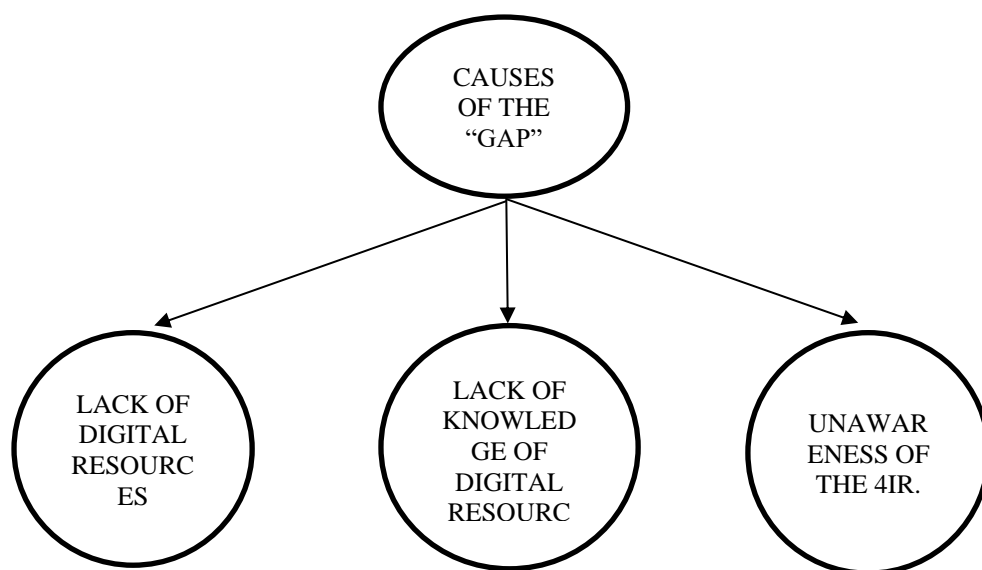 CAUSES
OF THE
“GAP”
LACK OF
DIGITAL
RESOURC
ES
LACK OF
KNOWLED
GE OF
DIGITAL
RESOURC
UNAWAR
ENESS OF
THE 4IR.